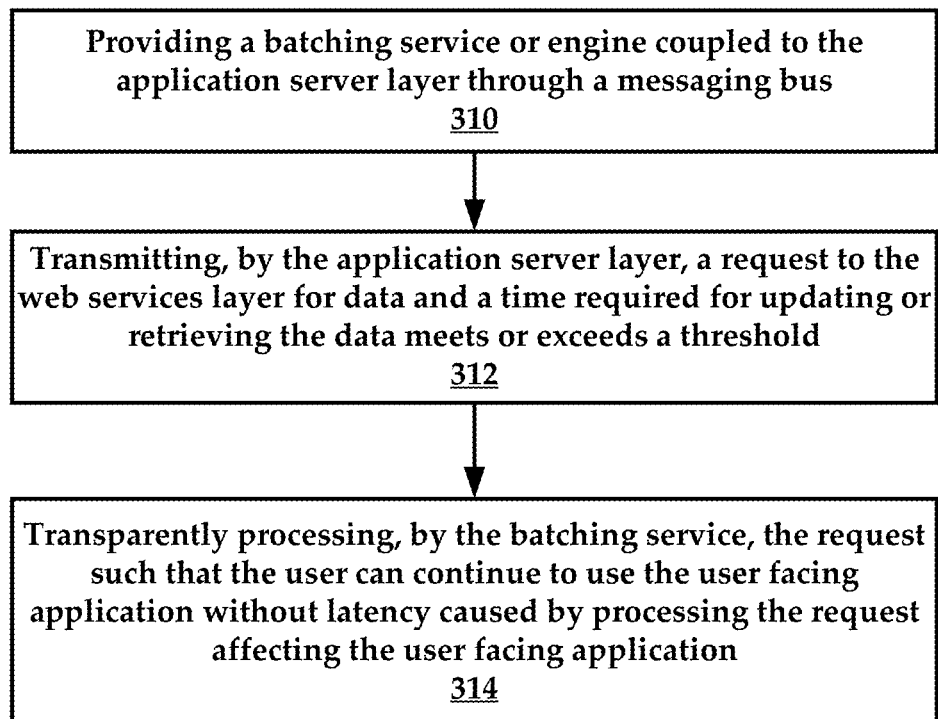 Providing a batching service or engine coupled to the
application server layer through a messaging bus
310
Transmitting, by the application server layer, a request to the
web services layer for data and a time required for updating or
retrieving the data meets or exceeds a threshold
312
Transparently processing, by the batching service, the request
such that the user can continue to use the user facing
application without latency caused by processing the request
affecting the user facing application
314